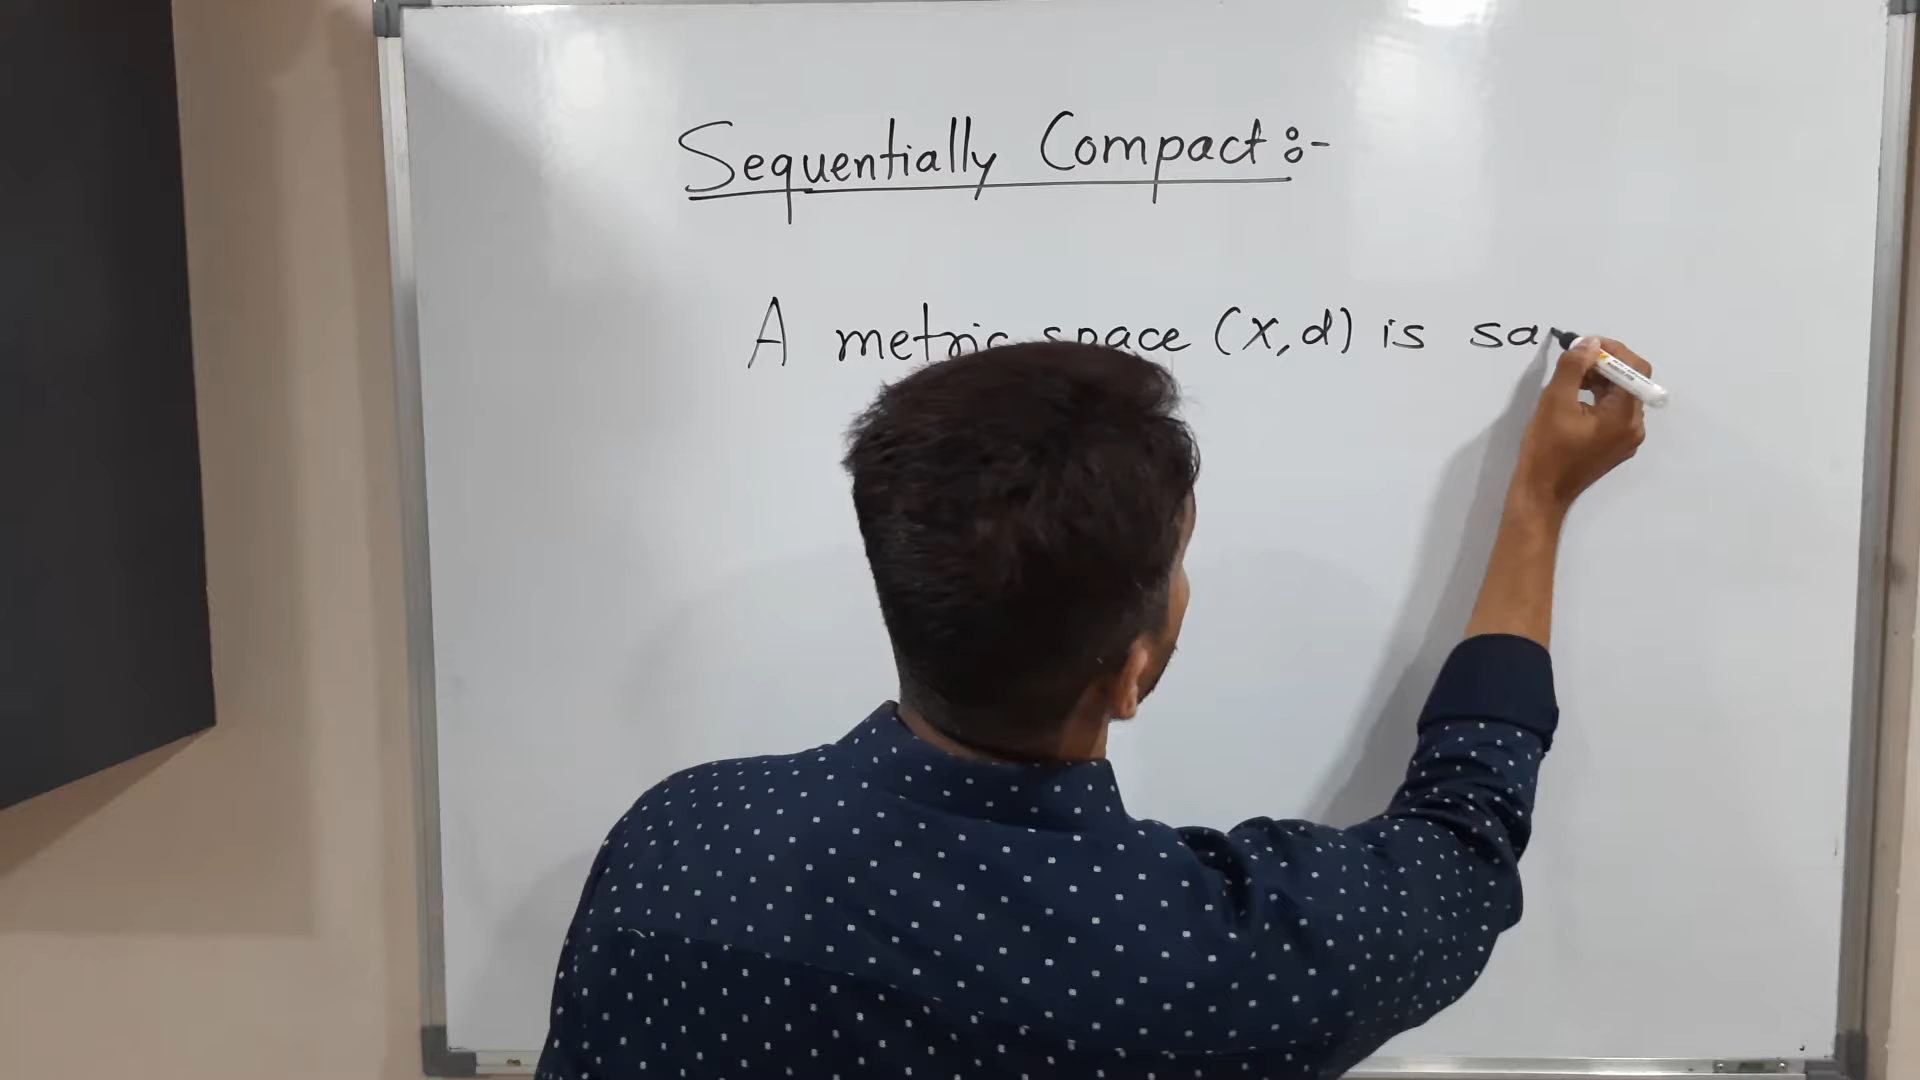 Sequentially Compact :-
A metric space (X, d) is sa